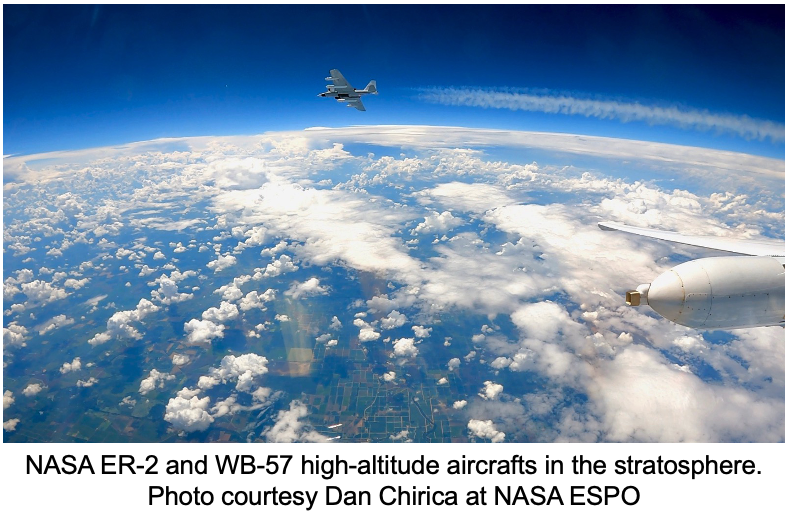 NASA ER-2 and WB-57 high-altitude aircrafts in the stratosphere.
Photo courtesy Dan Chirica at NASA ESPO